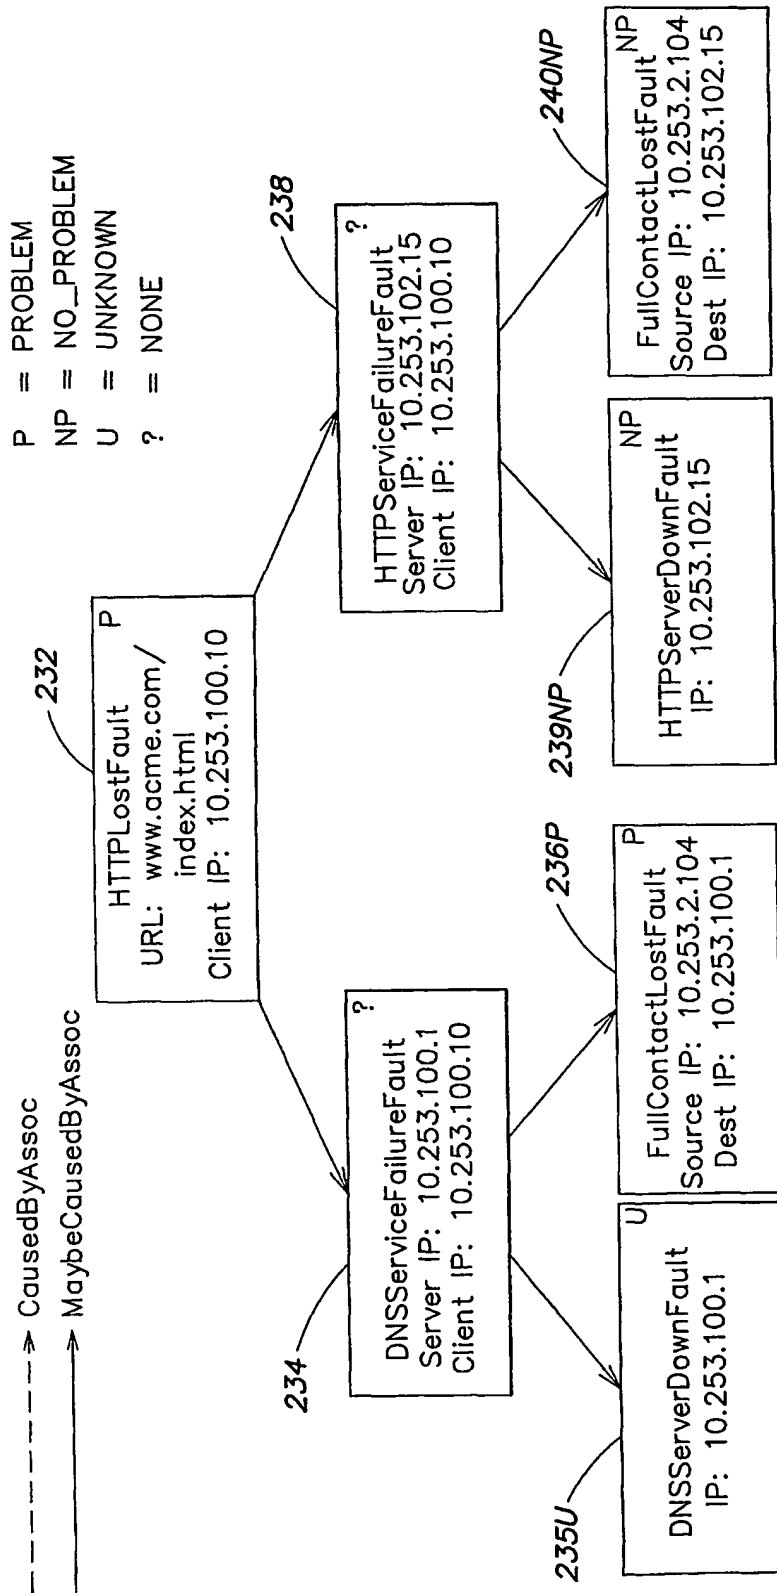 CausedByAssoc
MaybeCausedByAssoc
P = PROBLEM
NP = NO_PROBLEM
U = UNKNOWN
? = NONE
232
HTTPLostFault
P
URL: www.acme.com/
index.html
Client IP: 10.253.100.10
234
?
DNSServiceFailureFault
Server IP: 10.253.100.1
Client IP: 10.253.100.10
238
?
HTTPServiceFailureFault
Server IP: 10.253.102.15
Client IP: 10.253.100.10
235U
U
DNSServerDownFault
IP: 10.253.100.1
236P
P
FullContactLostFault
Source IP: 10.253.2.104
Dest IP: 10.253.100.1
239NP
NP
HTTPServerDownFault
IP: 10.253.102.15
240NP
NP
FullContactLostFault
Source IP: 10.253.2.104
Dest IP: 10.253.102.15